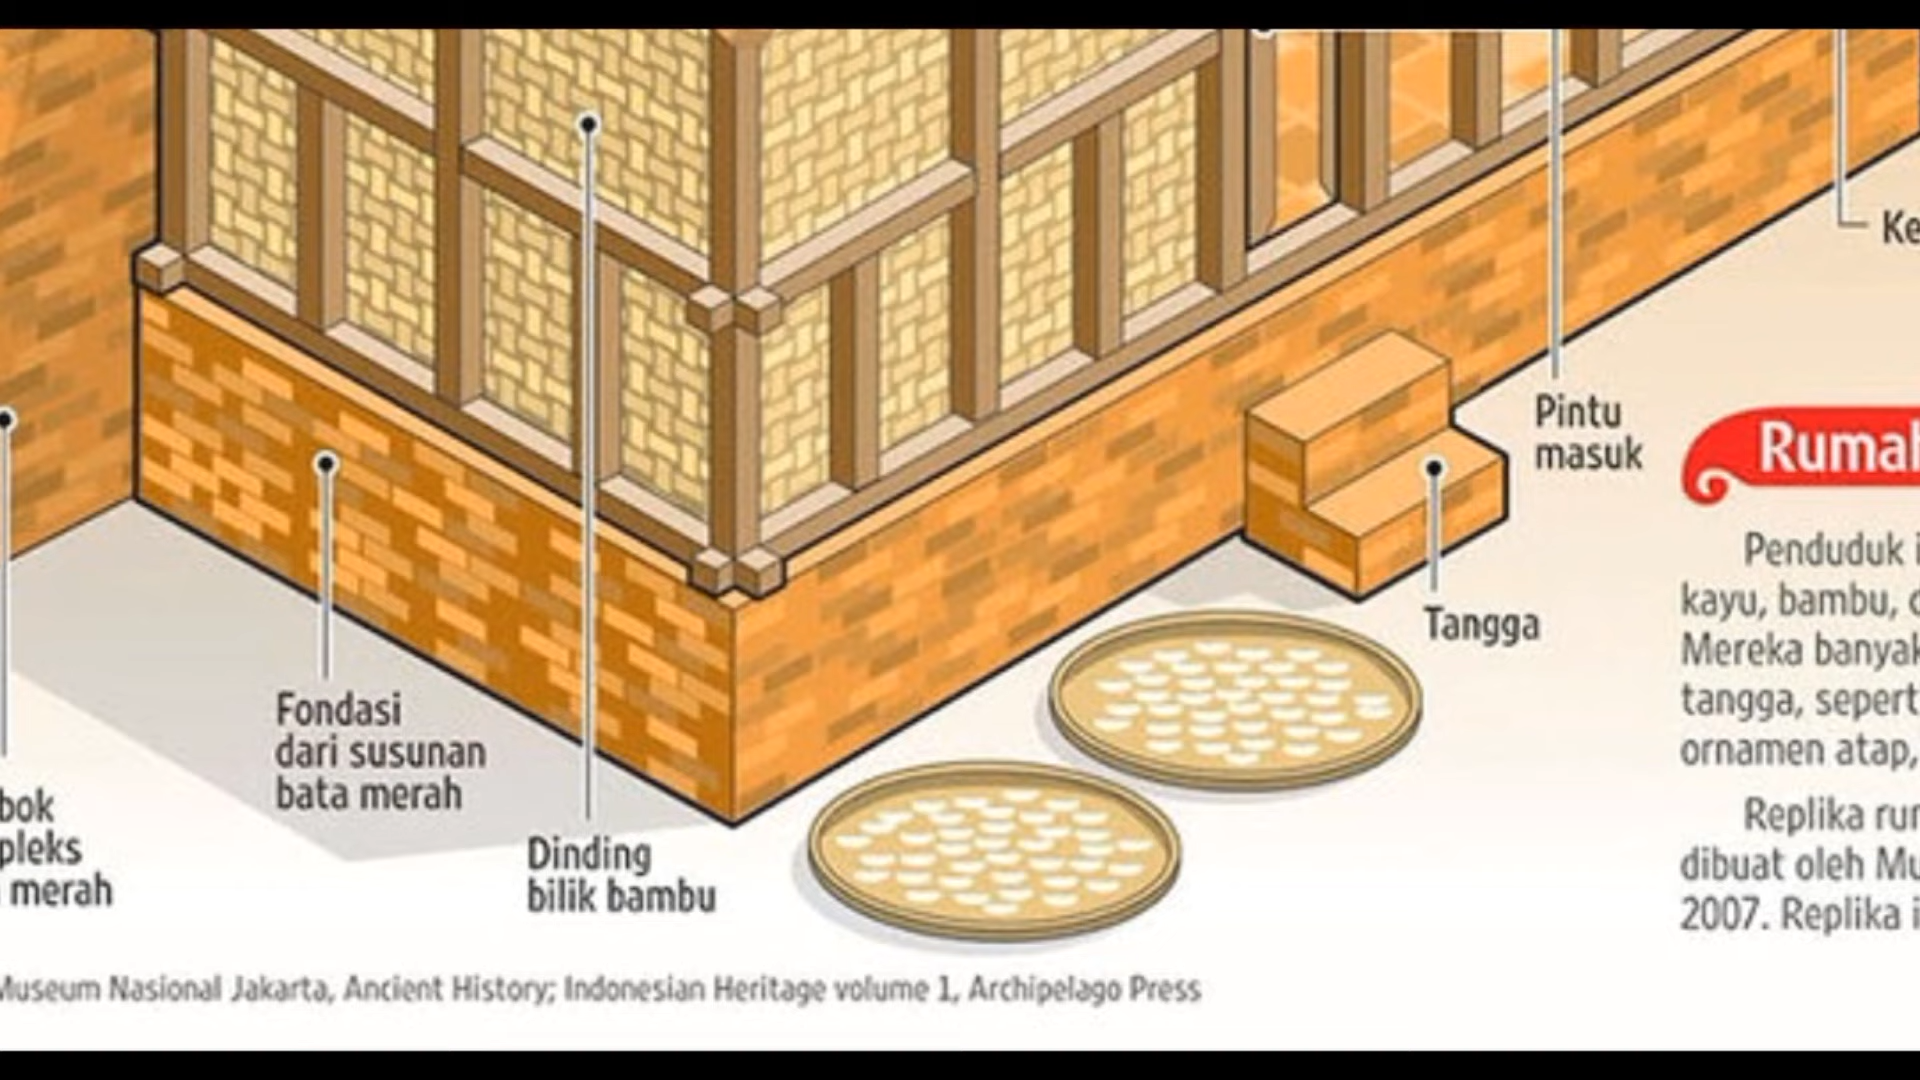 Ke
Pintu
masuk
Tangga
Fondasi
dari susunan
bata merah
Dinding
bilik bambu
bok
pleks
merah
Rumah
Penduduk i
kayu, bambu, d
Mereka banyak
tangga, sepert
ornamen atap,
Replika rum
dibuat oleh Mu
2007. Replika i
Museum Nasional Jakarta, Ancient History; Indonesian Heritage volume 1, Archipelago Press